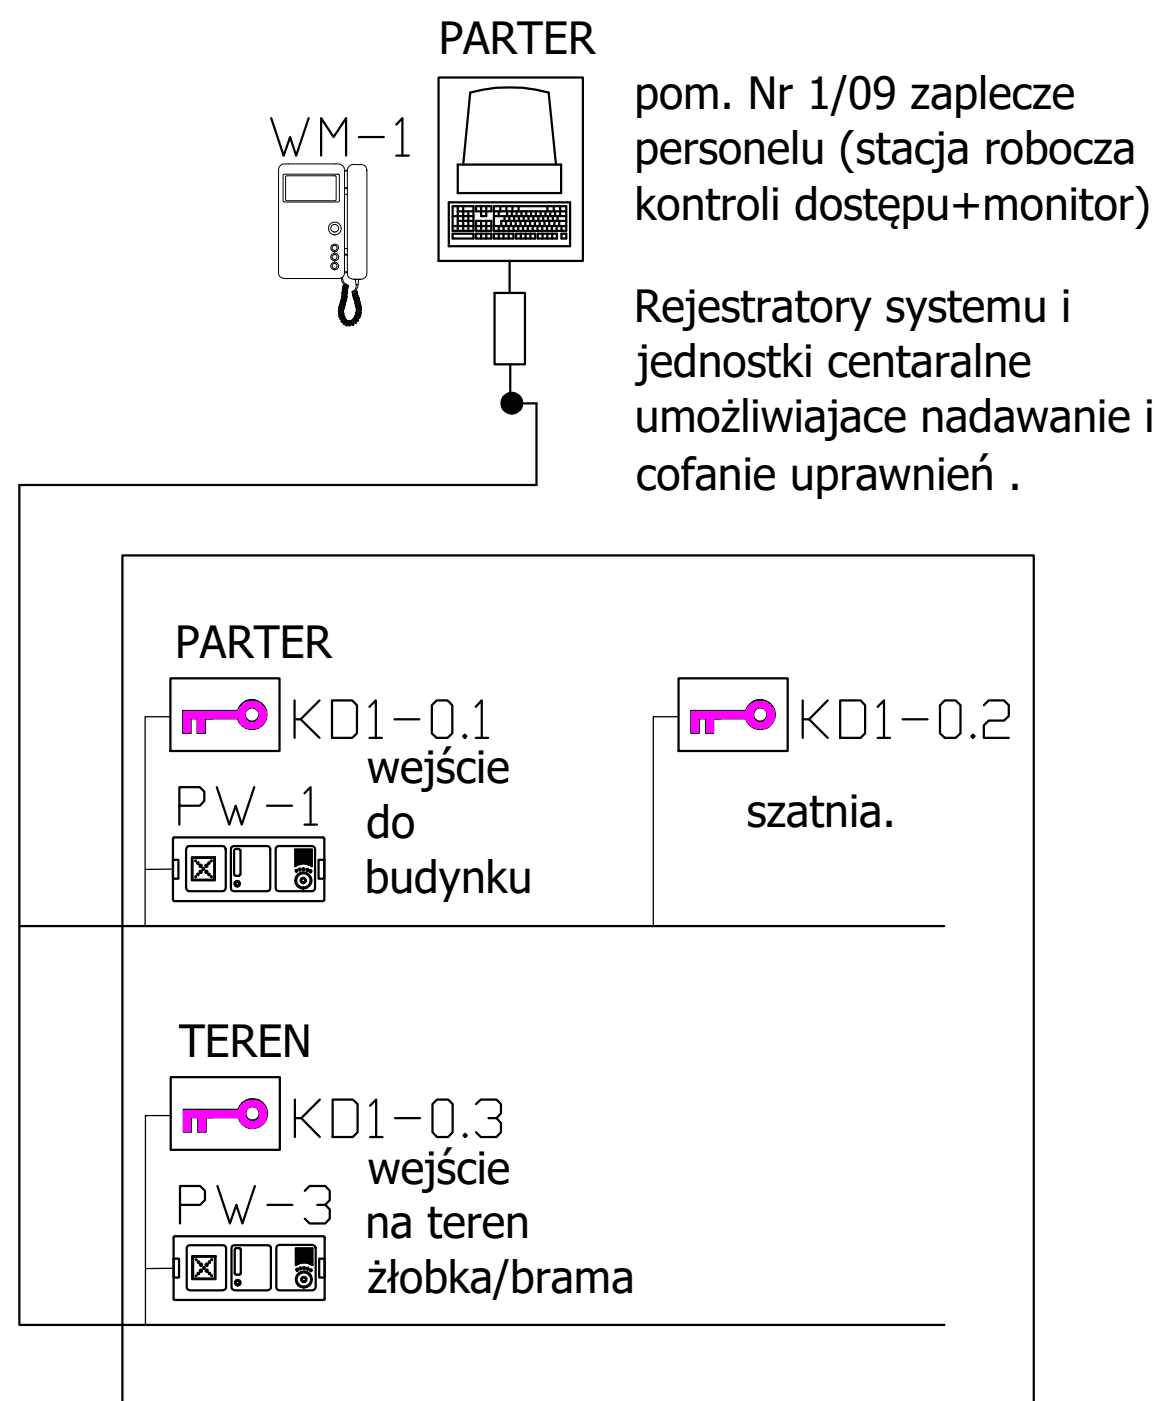 PARTER
WM-1
pom. Nr 1/09 zaplecze
personelu (stacja robocza
kontroli dostępu+monitor)
Rejestratory systemu i
jednostki centaralne
umożliwiajace nadawanie i
cofanie uprawnień .
PARTER
KD1-0.1
wejście
do
budynku
PW-1
KD1-0.2
szatnia.
TEREN
KD1-0.3
wejście
na teren
żłobka/brama
PW-3